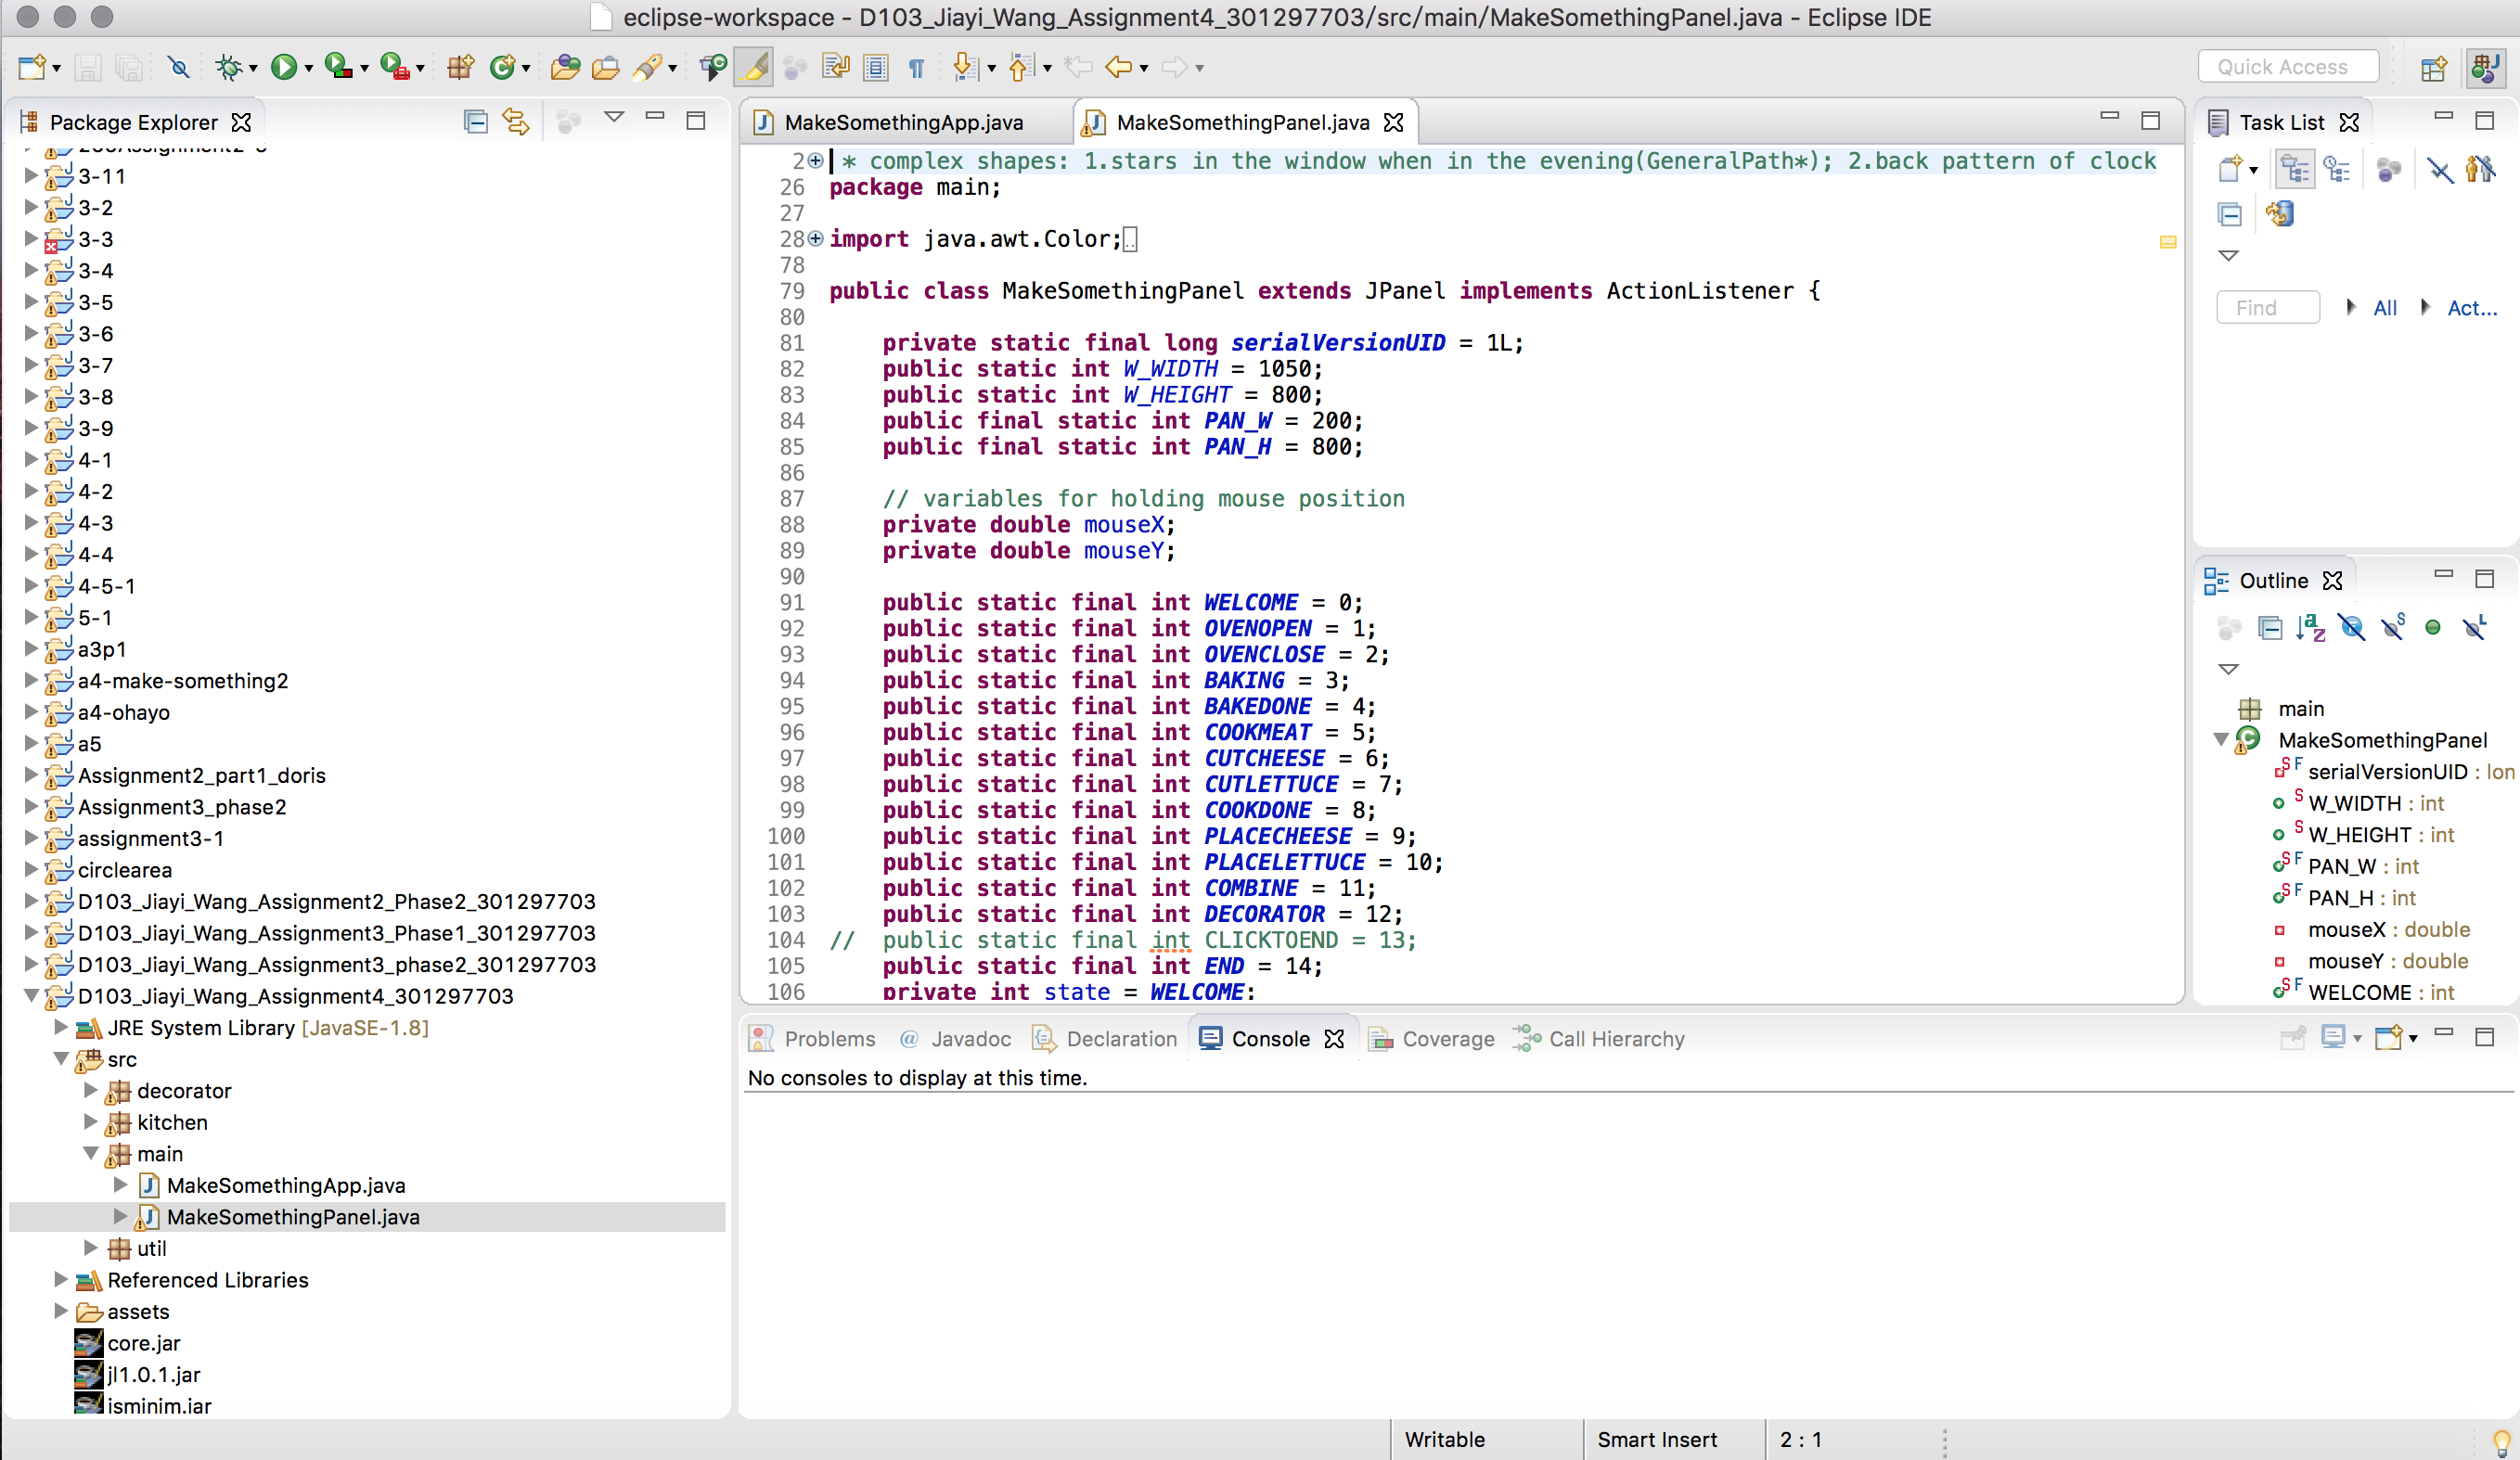 eclipse-workspace - D103_Jiayi_Wang_Assignment4_301297703/src/main/MakeSomethingPanel.java - Eclipse IDE
Quick Access
Package Explorer
3-11
3-2
3-3
3-4
3-5
3-6
3-7
3-8
3-9
4-1
4-2
4-3
4-4
4-5-1
5-1
a3p1
a4-make-something2
a4-ohayo
a5
Assignment2_part1_doris
Assignment3_phase2
assignment3-1
circlearea
D103_Jiayi_Wang_Assignment2_Phase2_301297703
D103_Jiayi_Wang_Assignment3_Phase1_301297703
D103_Jiayi_Wang_Assignment3_phase2_301297703
D103_Jiayi_Wang_Assignment4_301297703
JRE System Library [JavaSE-1.8]
src
decorator
kitchen
main
MakeSomethingApp.java
MakeSomethingPanel.java
util
Referenced Libraries
assets
core.jar
jl1.0.1.jar
jsminim.jar
MakeSomethingApp.java
MakeSomethingPanel.java
2 * complex shapes: 1.stars in the window when in the evening(GeneralPath*); 2.back pattern of clock
26 package main;
27
28 import java.awt.Color;
78
79 public class MakeSomethingPanel extends JPanel implements ActionListener {
80
81 private static final long serialVersionUID = 1L;
82 public static int W_WIDTH = 1050;
83 public static int W_HEIGHT = 800;
84 public final static int PAN_W = 200;
85 public final static int PAN_H = 800;
86
87 // variables for holding mouse position
88 private double mouseX;
89 private double mouseY;
90
91 public static final int WELCOME = 0;
92 public static final int OVENOPEN = 1;
93 public static final int OVENCLOSE = 2;
94 public static final int BAKING = 3;
95 public static final int BAKEDONE = 4;
96 public static final int COOKMEAT = 5;
97 public static final int CUTCHEESE = 6;
98 public static final int CUTLETTUCE = 7;
99 public static final int COOKDONE = 8;
100 public static final int PLACECHEESE = 9;
101 public static final int PLACELETTUCE = 10;
102 public static final int COMBINE = 11;
103 public static final int DECORATOR = 12;
104 // public static final int CLICKTOEND = 13;
105 public static final int END = 14;
106 private int state = WELCOME;
Task List
Find
All
Act...
Outline
main
MakeSomethingPanel
serialVersionUID : lon
W_WIDTH : int
W_HEIGHT : int
PAN_W : int
PAN_H : int
mouseX : double
mouseY : double
WELCOME : int
Problems
Javadoc
Declaration
Console
Coverage
Call Hierarchy
No consoles to display at this time.
Writable
Smart Insert
2 : 1